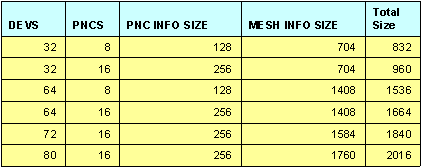 DEVS PNCS PNC INFO SIZE MESH INFO SIZE Total Size
32 8 128 704 832
32 16 256 704 960
64 8 128 1408 1536
64 16 256 1408 1664
72 16 256 1584 1840
80 16 256 1760 2016